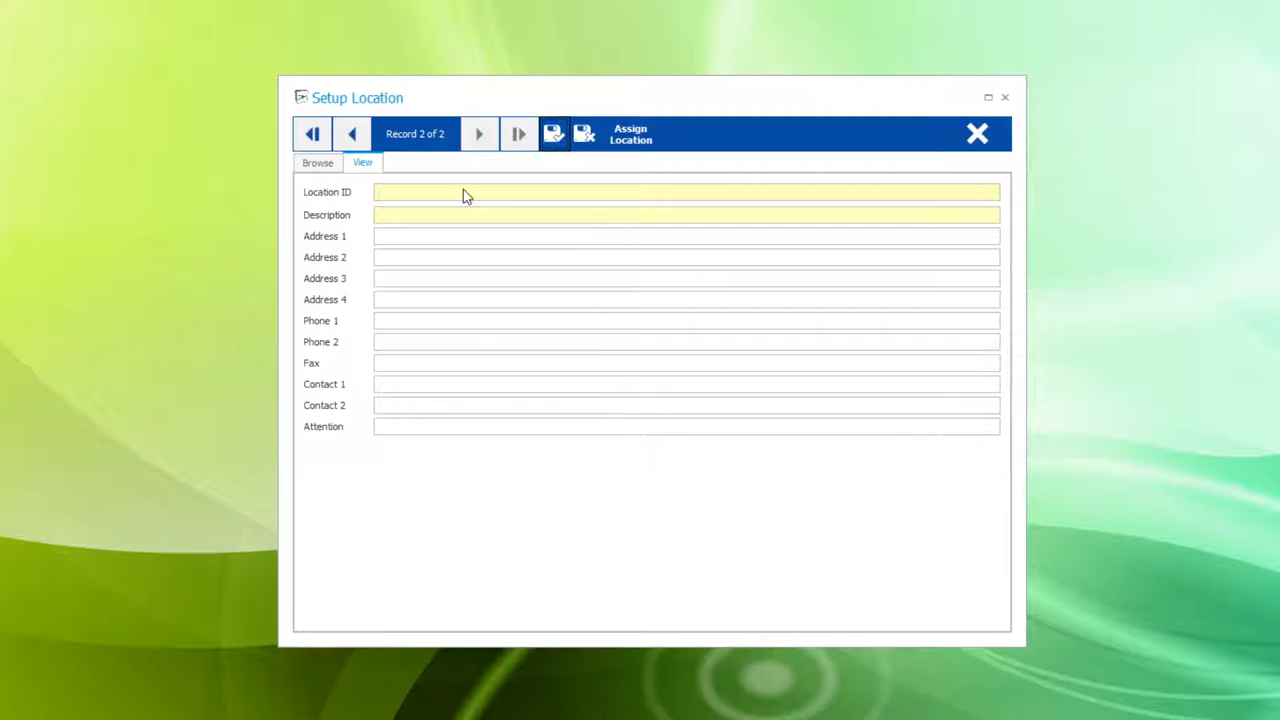 Setup Location
Record 2 of 2
Assign
Location
Browse
View
Location ID
Description
Address 1
Address 2
Address 3
Address 4
Phone 1
Phone 2
Fax
Contact 1
Contact 2
Attention